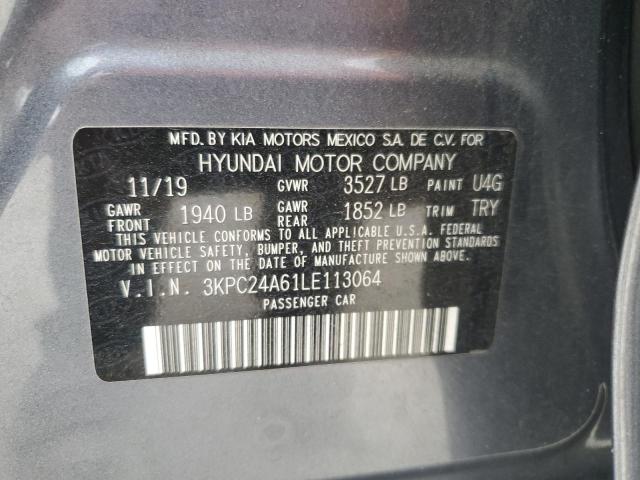 MFD. BY KIA MOTORS MEXICO S.A. DE C.V. FOR
HYUNDAI MOTOR COMPANY
11/19 GVWR 3527 LB PAINT U4G
GAWR FRONT 1940 LB GAWR REAR 1852 LB TRIM TRY
THIS VEHICLE CONFORMS TO ALL APPLICABLE U.S.A. FEDERAL
MOTOR VEHICLE SAFETY, BUMPER, AND THEFT PREVENTION STANDARDS
IN EFFECT ON THE DATE OF MANUFACTURE SHOWN ABOVE.
V.I.N. 3KPC24A61LE113064
PASSENGER CAR